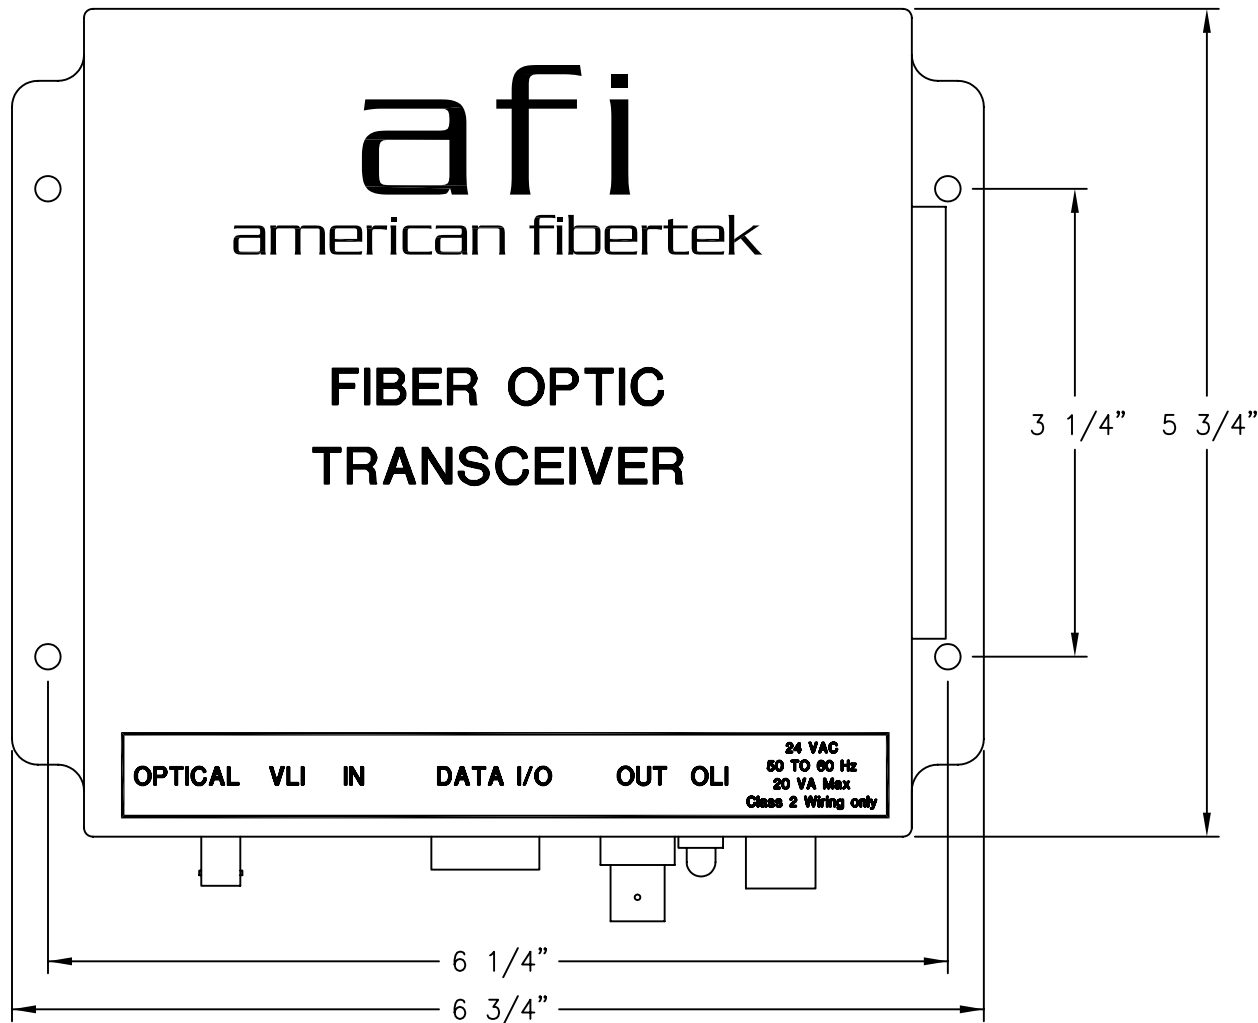 afi
american fibertek
FIBER OPTIC
TRANSCEIVER
3 1/4” 5 3/4”
OPTICAL VLI IN DATA I/O OUT OLI
24 VAC
50 TO 60 Hz
20 VA Max
Class 2 Wiring only
6 1/4”
6 3/4”